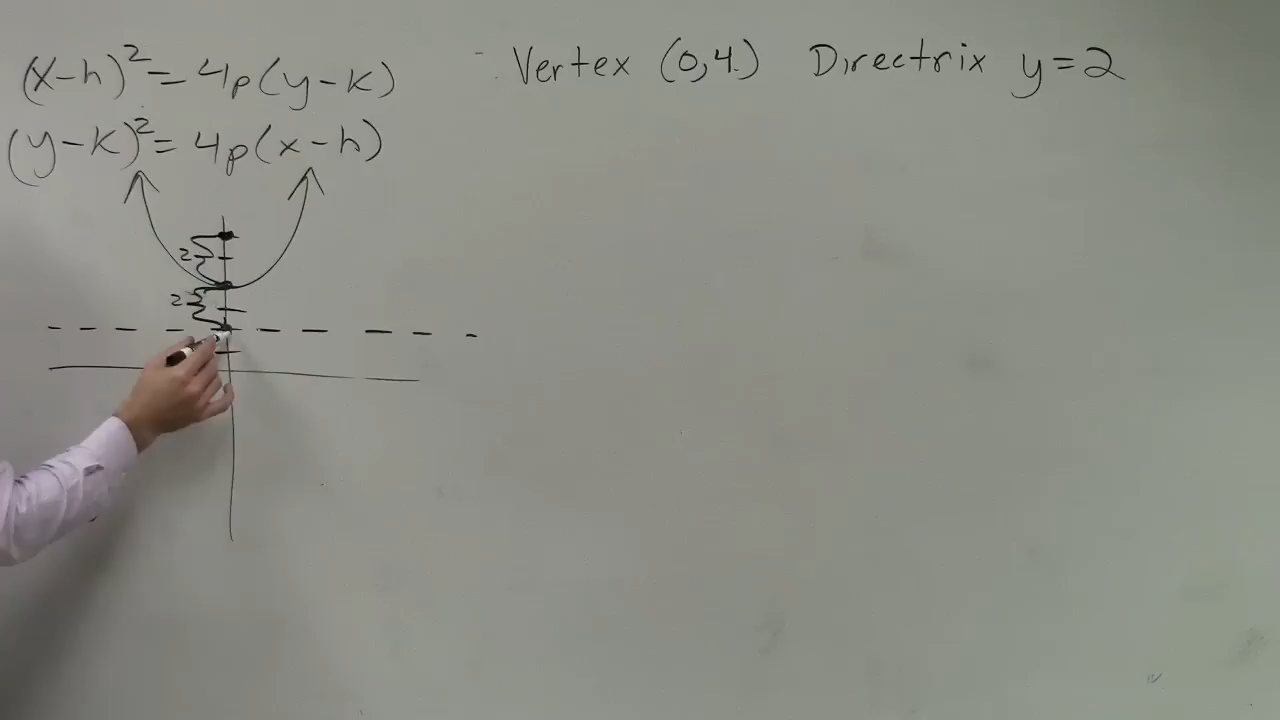 (x-h)²=4p(y-k)
Vertex (0,4) Directrix y=2
(y-k)²=4p(x-h)
2
2